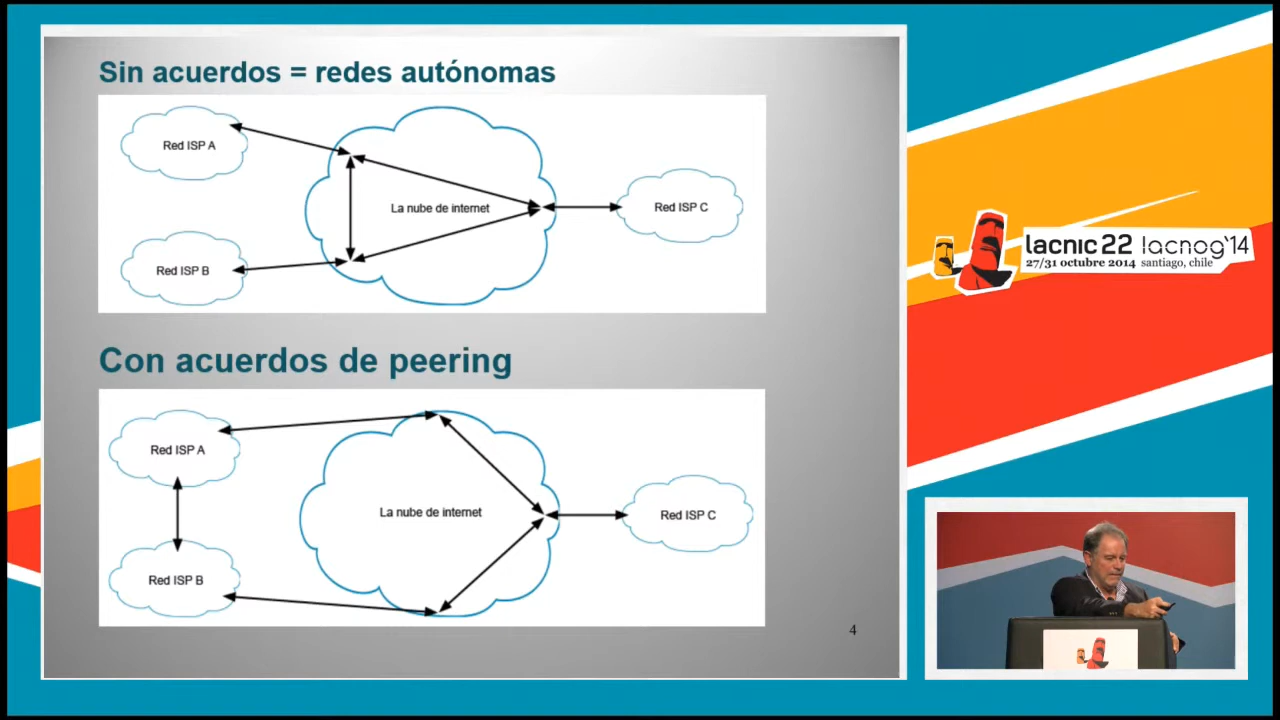 Sin acuerdos = redes autónomas
Red ISP A
La nube de internet
Red ISP C
Red ISP B
Con acuerdos de peering
Red ISP A
La nube de internet
Red ISP C
Red ISP B
4
lacnic 22 lacnog'14
27/31 octubre 2014 santiago, chile